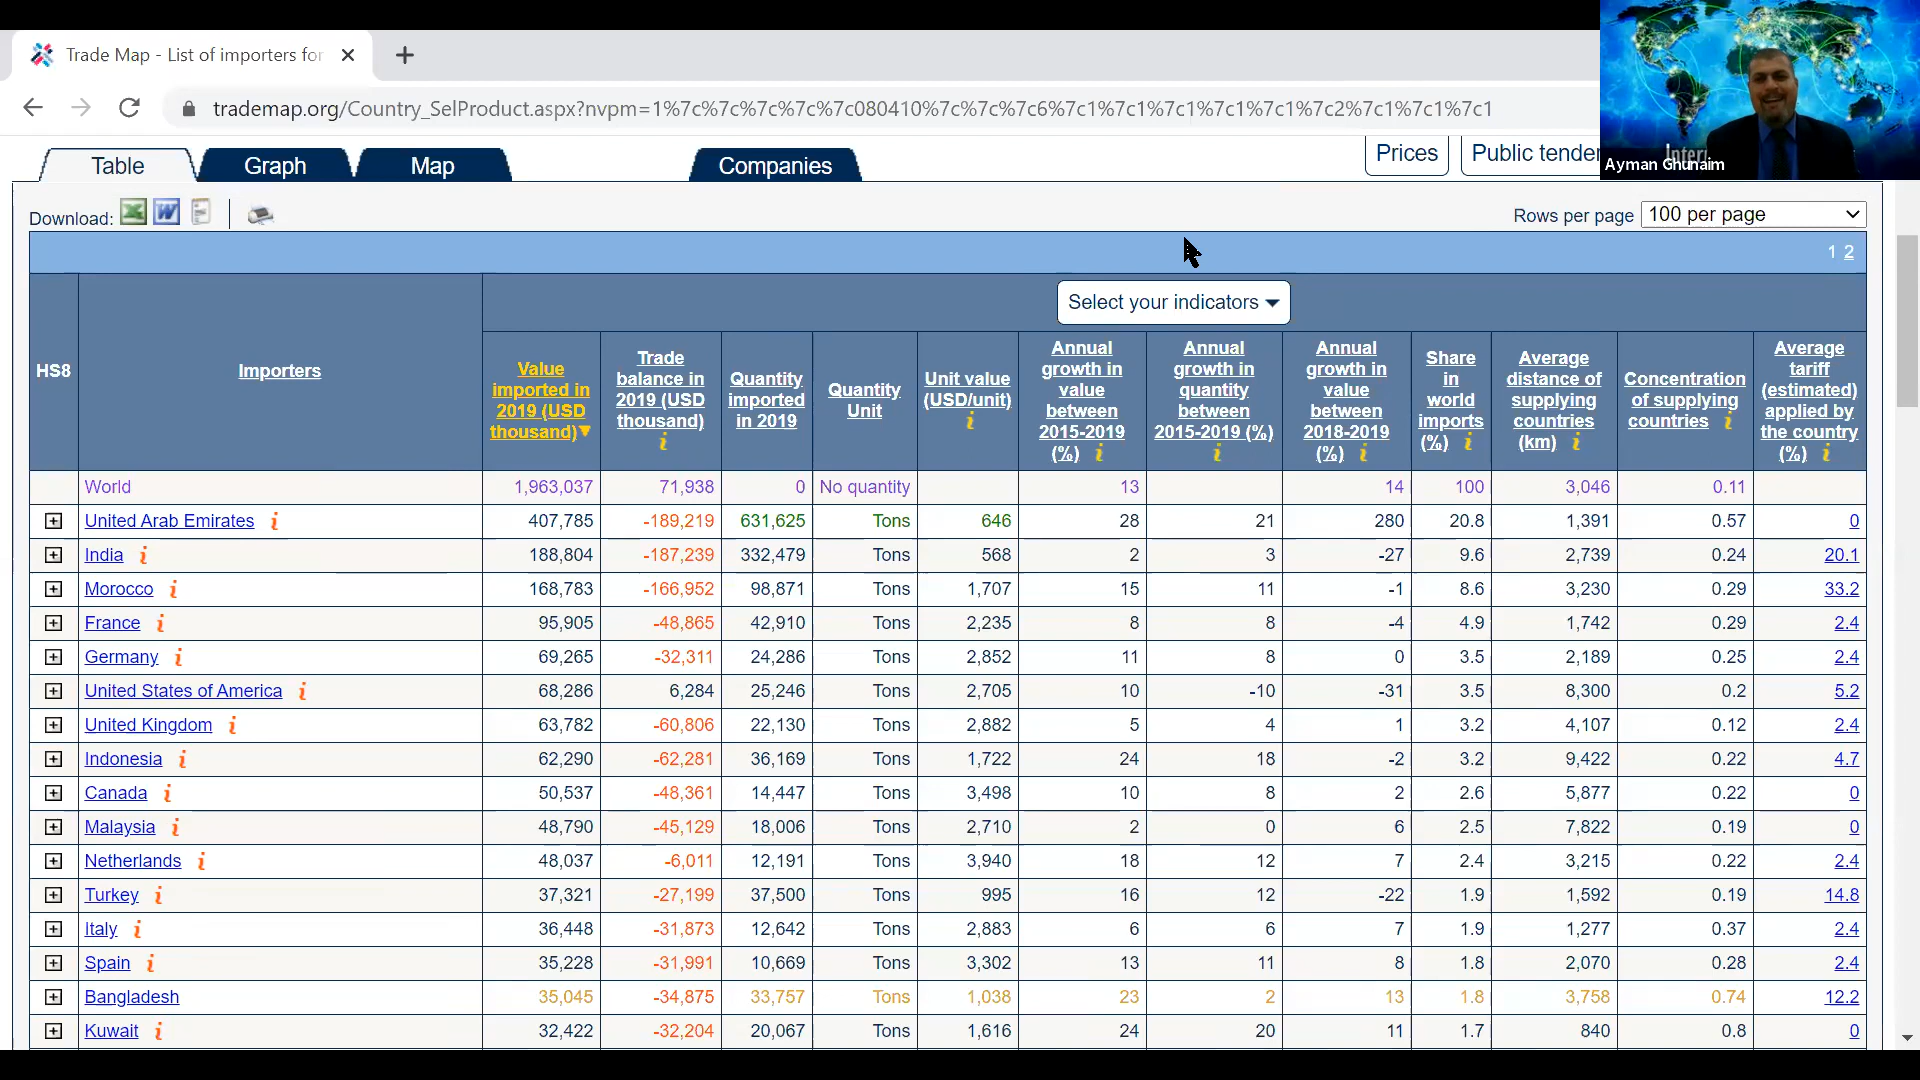 Trade Map - List of importers for
trademap.org/Country_SelProduct.aspx?nvpm=1%7c%7c%7c%7c%7c080410%7c%7c%7c6%7c1%7c1%7c1%7c1%7c1%7c2%7c1%7c1%7c1
Ayman Ghunaim
Table Graph Map Companies Prices Public tender
Download: Rows per page 100 per page
1 2
Select your indicators
HS8
Importers
Value imported in 2019 (USD thousand)
Trade balance in 2019 (USD thousand) i
Quantity imported in 2019
Quantity Unit
Unit value (USD/unit) i
Annual growth in value between 2015-2019 (%) i
Annual growth in quantity between 2015-2019 (%) i
Annual growth in value between 2018-2019 (%) i
Share in world imports (%) i
Average distance of supplying countries (km) i
Concentration of supplying countries i
Average tariff (estimated) applied by the country (%) i
World 1,963,037 71,938 0 No quantity 13 14 100 3,046 0.11
United Arab Emirates i 407,785 -189,219 631,625 Tons 646 28 21 280 20.8 1,391 0.57 0
India i 188,804 -187,239 332,479 Tons 568 2 3 -27 9.6 2,739 0.24 20.1
Morocco i 168,783 -166,952 98,871 Tons 1,707 15 11 -1 8.6 3,230 0.29 33.2
France i 95,905 -48,865 42,910 Tons 2,235 8 8 -4 4.9 1,742 0.29 2.4
Germany i 69,265 -32,311 24,286 Tons 2,852 11 8 0 3.5 2,189 0.25 2.4
United States of America i 68,286 6,284 25,246 Tons 2,705 10 -10 -31 3.5 8,300 0.2 5.2
United Kingdom i 63,782 -60,806 22,130 Tons 2,882 5 4 1 3.2 4,107 0.12 2.4
Indonesia i 62,290 -62,281 36,169 Tons 1,722 24 18 -2 3.2 9,422 0.22 4.7
Canada i 50,537 -48,361 14,447 Tons 3,498 10 8 2 2.6 5,877 0.22 0
Malaysia i 48,790 -45,129 18,006 Tons 2,710 2 0 6 2.5 7,822 0.19 0
Netherlands i 48,037 -6,011 12,191 Tons 3,940 18 12 7 2.4 3,215 0.22 2.4
Turkey i 37,321 -27,199 37,500 Tons 995 16 12 -22 1.9 1,592 0.19 14.8
Italy i 36,448 -31,873 12,642 Tons 2,883 6 6 7 1.9 1,277 0.37 2.4
Spain i 35,228 -31,991 10,669 Tons 3,302 13 11 8 1.8 2,070 0.28 2.4
Bangladesh 35,045 -34,875 33,757 Tons 1,038 23 2 13 1.8 3,758 0.74 12.2
Kuwait i 32,422 -32,204 20,067 Tons 1,616 24 20 11 1.7 840 0.8 0